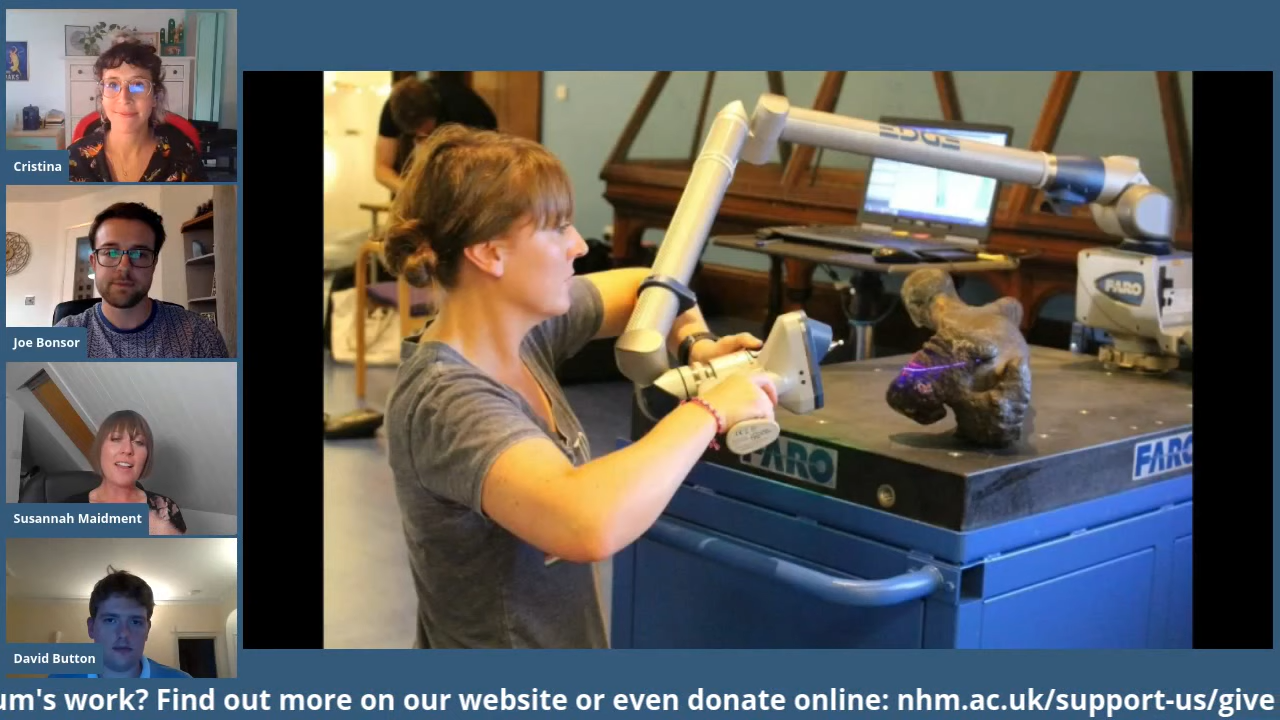 Cristina
Joe Bonsor
Susannah Maidment
David Button
EDGE
FARO
FARO
FARO
um's work? Find out more on our website or even donate online: nhm.ac.uk/support-us/give